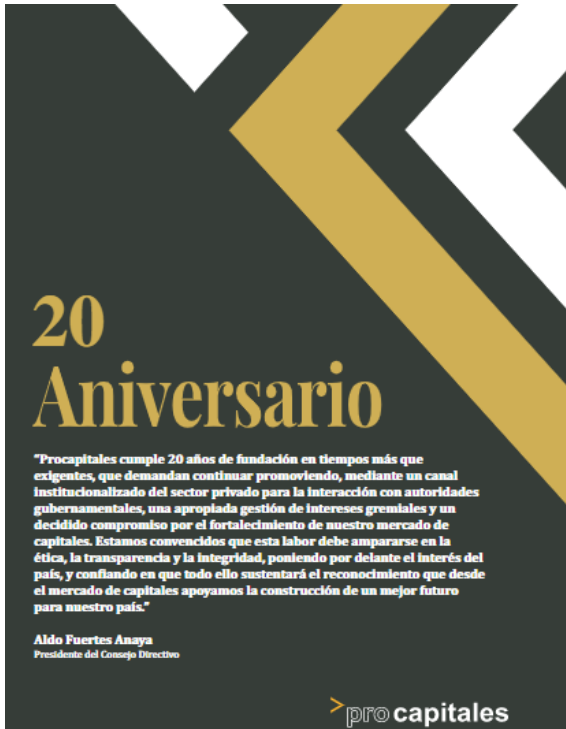 20
Aniversario
"Procapitales cumple 20 años de fundación en tiempos más que
exigentes, que demandan continuar promoviendo, mediante un canal
institucionalizado del sector privado para la interacción con autoridades
gubernamentales, una apropiada gestión de intereses gremiales y un
decidido compromiso por el fortalecimiento de nuestro mercado de
capitales. Estamos convencidos que esta labor debe ampararse en la
ética, la transparencia y la integridad, poniendo por delante el interés del
país, y confiando en que todo ello sustentará el reconocimiento que desde
el mercado de capitales apoyamos la construcción de un mejor futuro
para nuestro país."
Aldo Fuertes Anaya
Presidente del Consejo Directivo
>procapitales